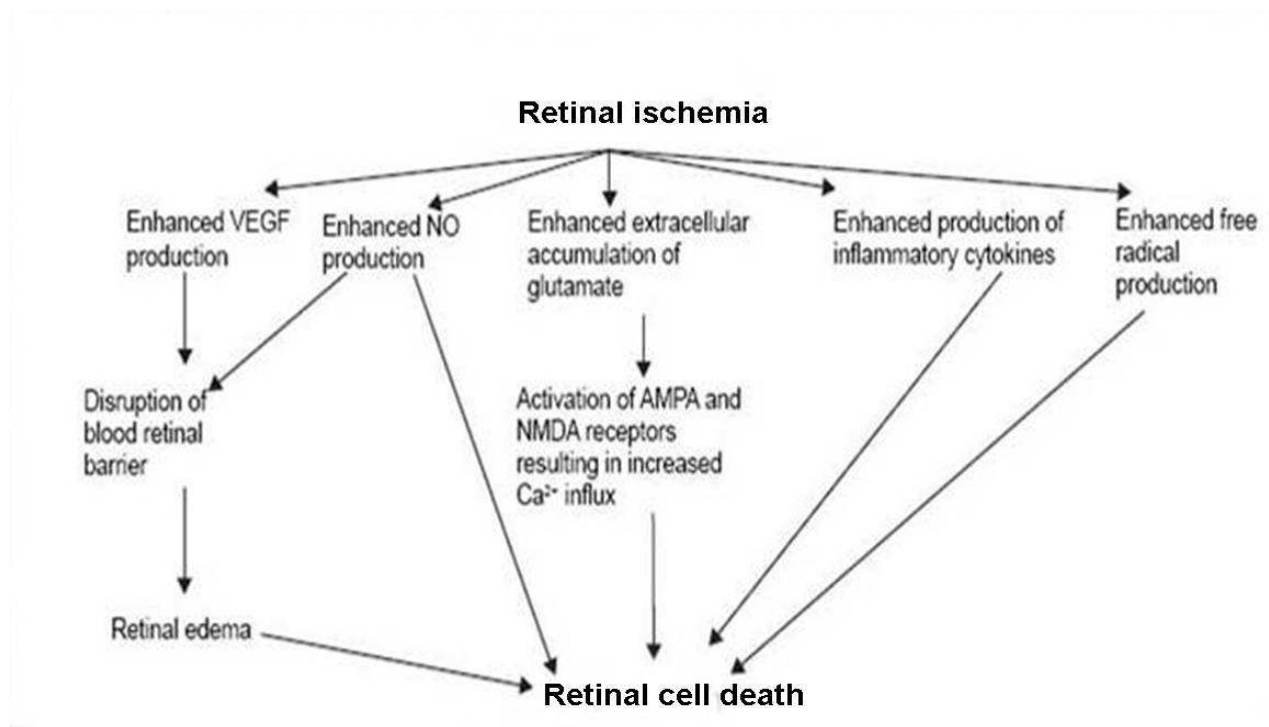 Retinal ischemia
Enhanced VEGF
production
Enhanced NO
production
Enhanced extracellular
accumulation of
glutamate
Enhanced production of
inflammatory cytokines
Enhanced free
radical
production
Disruption of
blood retinal
barrier
Activation of AMPA and
NMDA receptors
resulting in increased
Ca²⁺ influx
Retinal edema
Retinal cell death